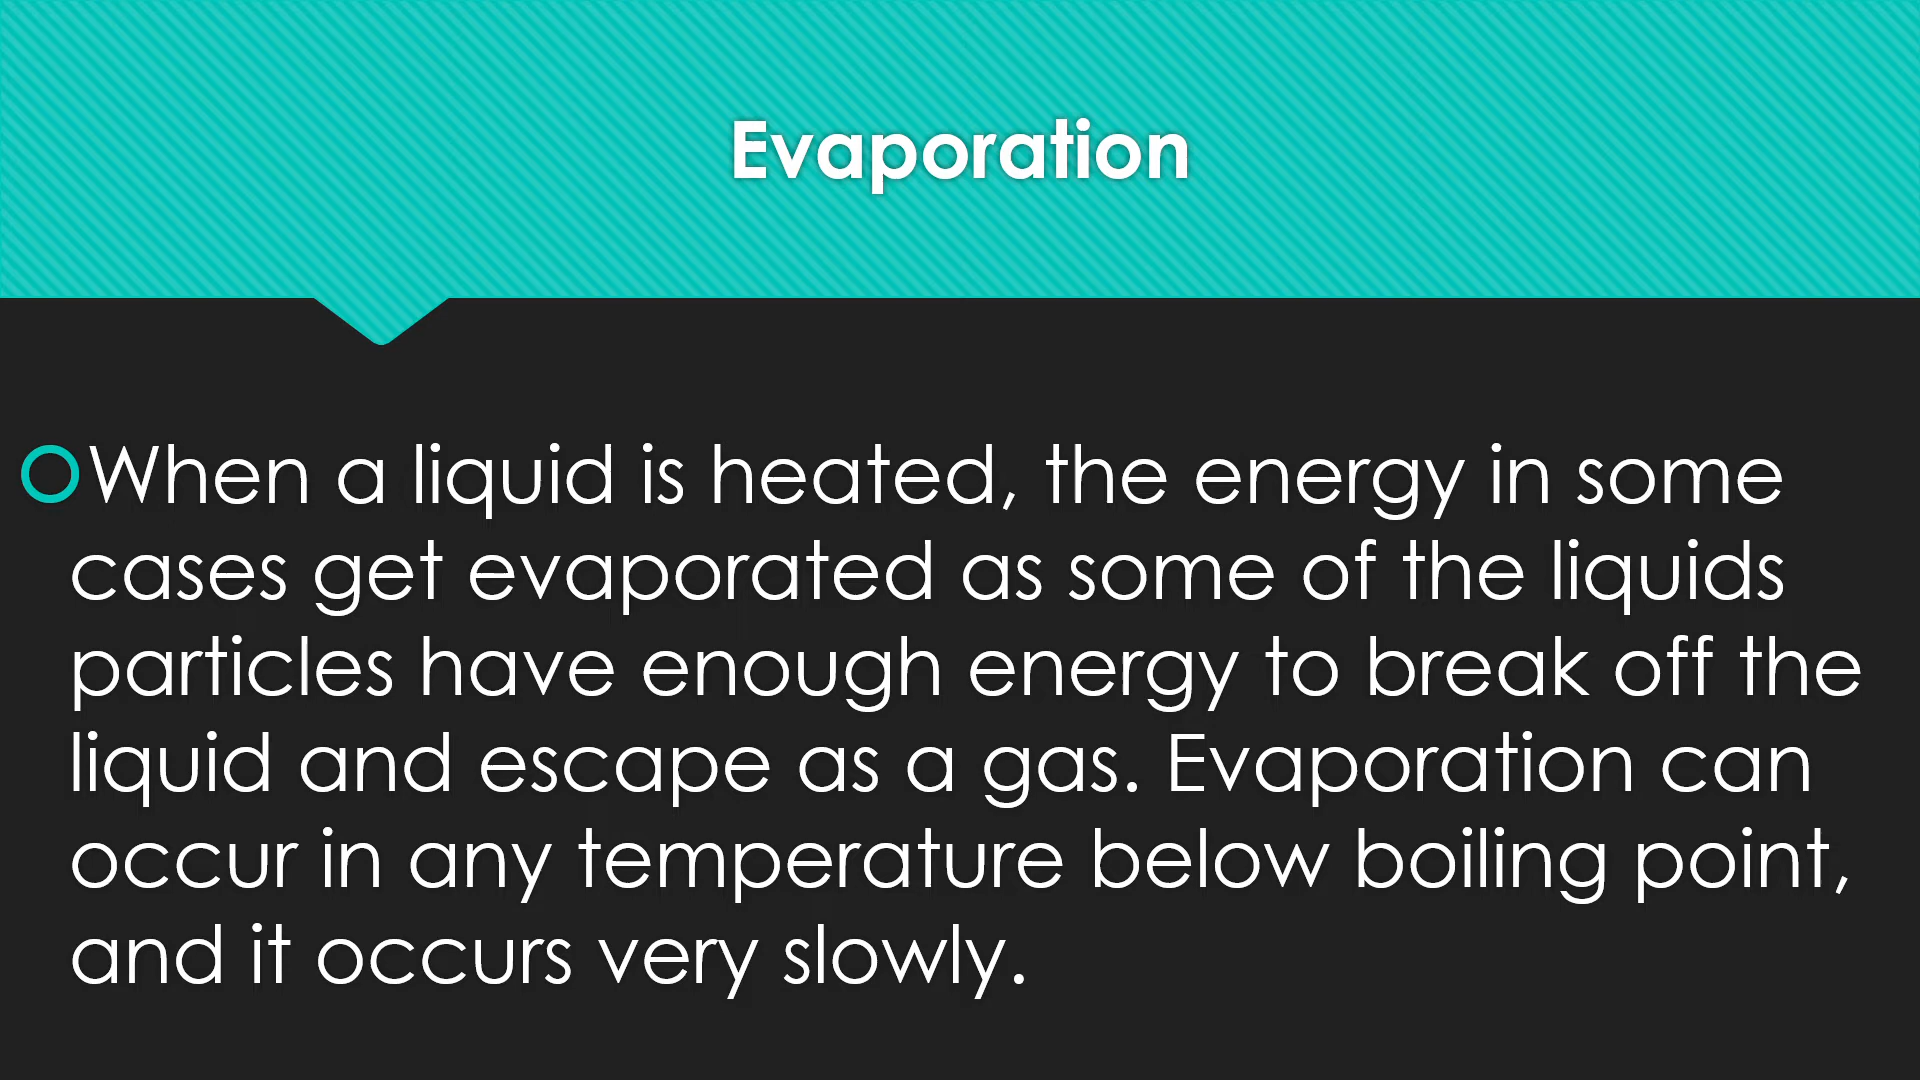 Evaporation
When a liquid is heated, the energy in some
cases get evaporated as some of the liquids
particles have enough energy to break off the
liquid and escape as a gas. Evaporation can
occur in any temperature below boiling point,
and it occurs very slowly.